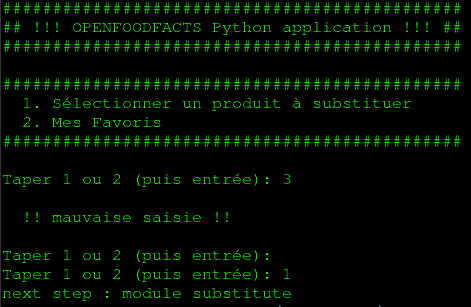 ##############################################
## !!! OPENFOODFACTS Python application !!! ##
##############################################
##############################################
1. Sélectionner un produit à substituer
2. Mes Favoris
##############################################
Taper 1 ou 2 (puis entrée): 3
!! mauvaise saisie !!
Taper 1 ou 2 (puis entrée):
Taper 1 ou 2 (puis entrée): 1
next step : module substitute